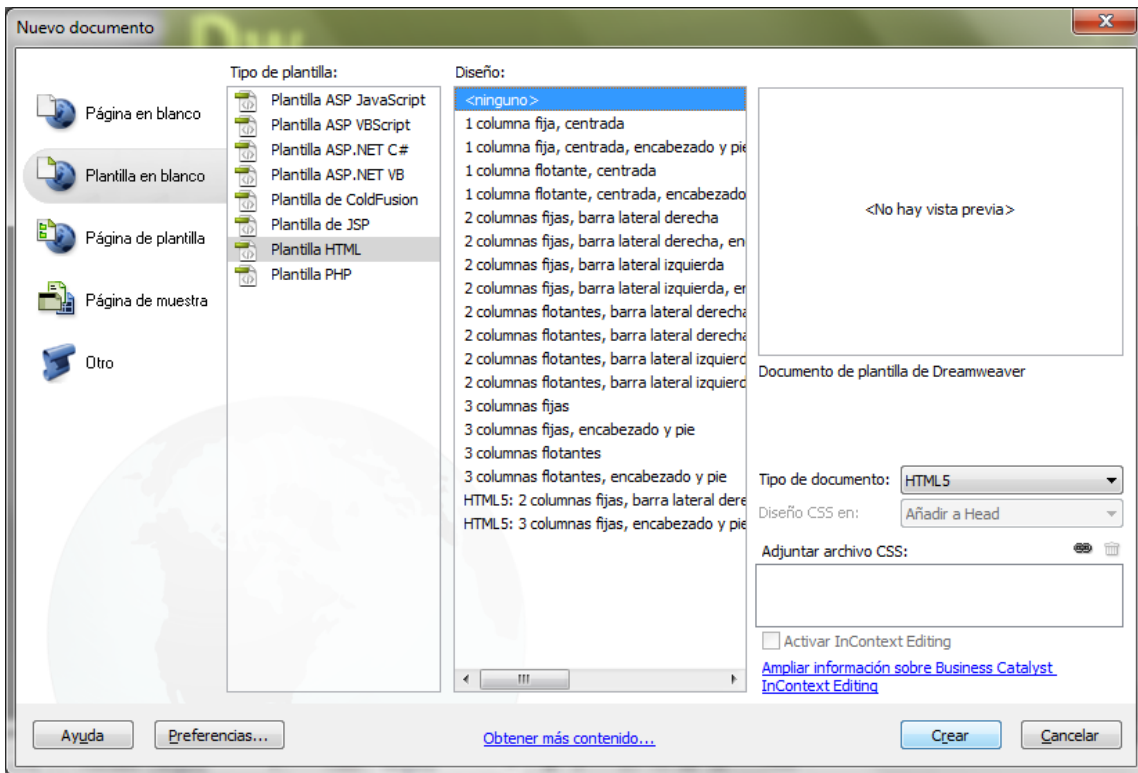 Nuevo documento
Dw
Página en blanco
Plantilla en blanco
Página de plantilla
Página de muestra
Otro
Tipo de plantilla:
Plantilla ASP JavaScript
Plantilla ASP VBScript
Plantilla ASP.NET C#
Plantilla ASP.NET VB
Plantilla de ColdFusion
Plantilla de JSP
Plantilla HTML
Plantilla PHP
Diseño:
<ninguno>
1 columna fija, centrada
1 columna fija, centrada, encabezado y pie
1 columna flotante, centrada
1 columna flotante, centrada, encabezado
2 columnas fijas, barra lateral derecha
2 columnas fijas, barra lateral derecha, en
2 columnas fijas, barra lateral izquierda
2 columnas fijas, barra lateral izquierda, en
2 columnas flotantes, barra lateral derecha
2 columnas flotantes, barra lateral derecha
2 columnas flotantes, barra lateral izquierd
2 columnas flotantes, barra lateral izquierd
3 columnas fijas
3 columnas fijas, encabezado y pie
3 columnas flotantes
3 columnas flotantes, encabezado y pie
HTML5: 2 columnas fijas, barra lateral dere
HTML5: 3 columnas fijas, encabezado y pie
<No hay vista previa>
Documento de plantilla de Dreamweaver
Tipo de documento: HTML5
Diseño CSS en: Añadir a Head
Adjuntar archivo CSS:
Activar InContext Editing
Ampliar información sobre Business Catalyst
InContext Editing
Ayuda
Preferencias...
Obtener más contenido...
Crear
Cancelar